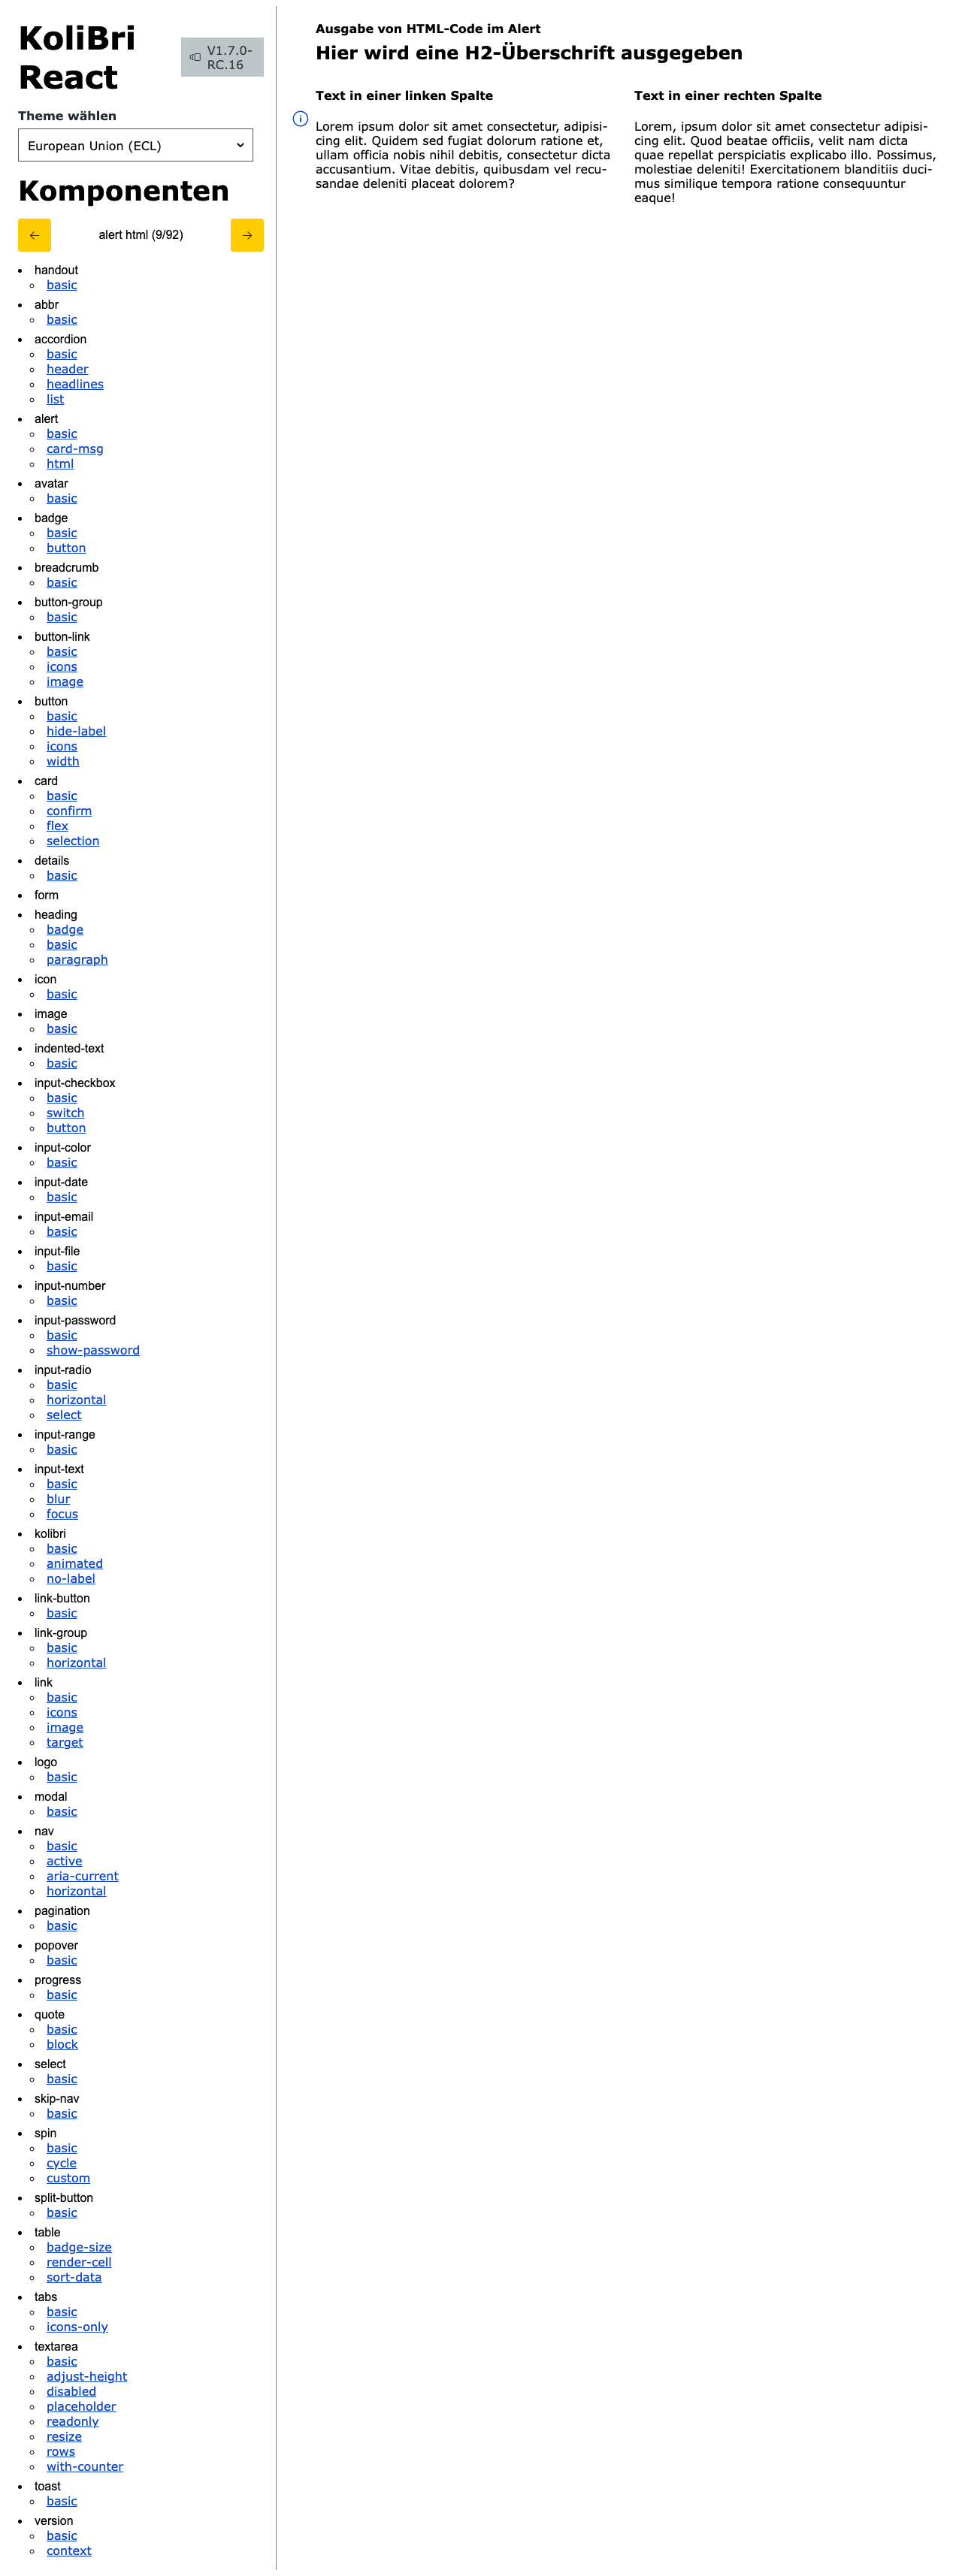 KoliBri
React
V1.7.0-
RC.16
Theme wählen
European Union (ECL)
Komponenten
alert html (9/92)
handout
basic
abbr
basic
accordion
basic
header
headlines
list
alert
basic
card-msg
html
avatar
basic
badge
basic
button
breadcrumb
basic
button-group
basic
button-link
basic
icons
image
button
basic
hide-label
icons
width
card
basic
confirm
flex
selection
details
basic
form
heading
badge
basic
paragraph
icon
basic
image
basic
indented-text
basic
input-checkbox
basic
switch
button
input-color
basic
input-date
basic
input-email
basic
input-file
basic
input-number
basic
input-password
basic
show-password
input-radio
basic
horizontal
select
input-range
basic
input-text
basic
blur
focus
kolibri
basic
animated
no-label
link-button
basic
link-group
basic
horizontal
link
basic
icons
image
target
logo
basic
modal
basic
nav
basic
active
aria-current
horizontal
pagination
basic
popover
basic
progress
basic
quote
basic
block
select
basic
skip-nav
basic
spin
basic
cycle
custom
split-button
basic
table
badge-size
render-cell
sort-data
tabs
basic
icons-only
textarea
basic
adjust-height
disabled
placeholder
readonly
resize
rows
with-counter
toast
basic
version
basic
context
Ausgabe von HTML-Code im Alert
Hier wird eine H2-Überschrift ausgegeben
Text in einer linken Spalte
Lorem ipsum dolor sit amet consectetur, adipisi-
cing elit. Quidem sed fugiat dolorum ratione et,
ullam officia nobis nihil debitis, consectetur dicta
accusantium. Vitae debitis, quibusdam vel recu-
sandae deleniti placeat dolorem?
Text in einer rechten Spalte
Lorem, ipsum dolor sit amet consectetur adipisi-
cing elit. Quod beatae officiis, velit nam dicta
quae repellat perspiciatis explicabo illo. Possimus,
molestiae deleniti! Exercitationem blanditiis duci-
mus similique tempora ratione consequuntur
eaque!